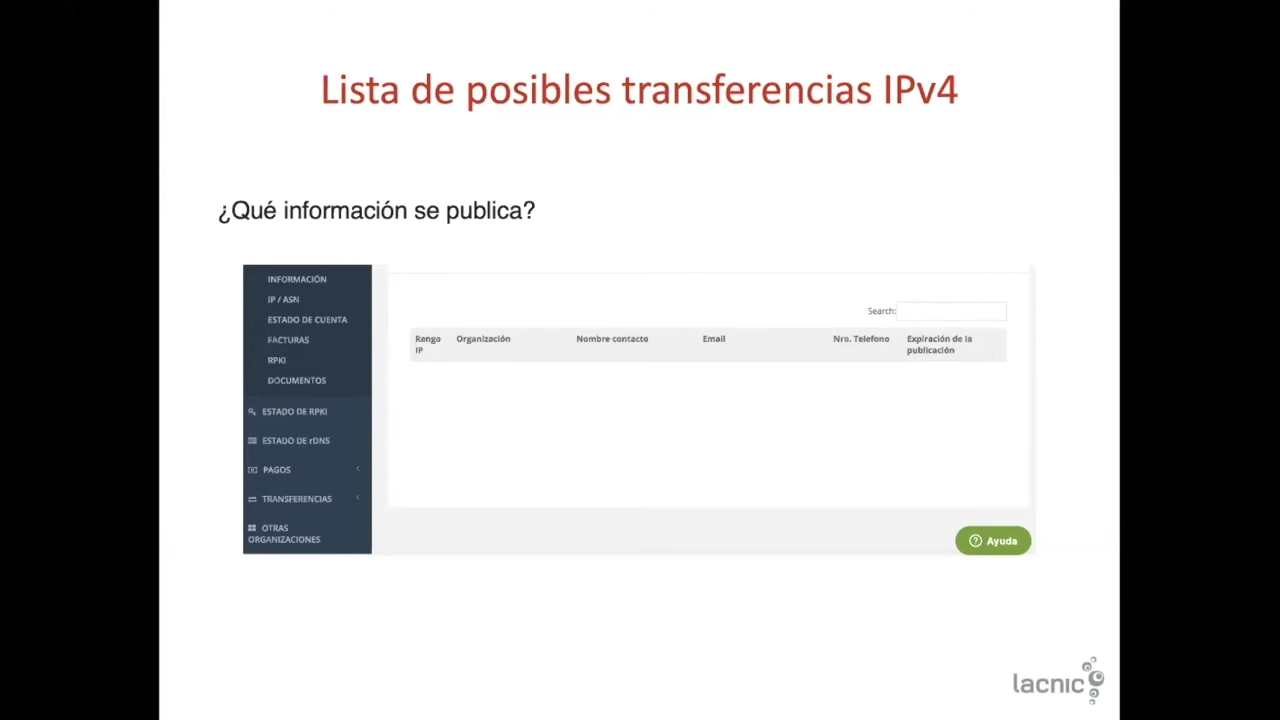 Lista de posibles transferencias IPv4
¿Qué información se publica?
INFORMACIÓN
IP / ASN
ESTADO DE CUENTA
FACTURAS
RPKI
DOCUMENTOS
ESTADO DE RPKI
ESTADO DE rDNS
PAGOS
TRANSFERENCIAS
OTRAS
ORGANIZACIONES
Search:
Rango Organización Nombre contacto Email Nro. Telefono Expiración de la
IP publicación
Ayuda
lacnic